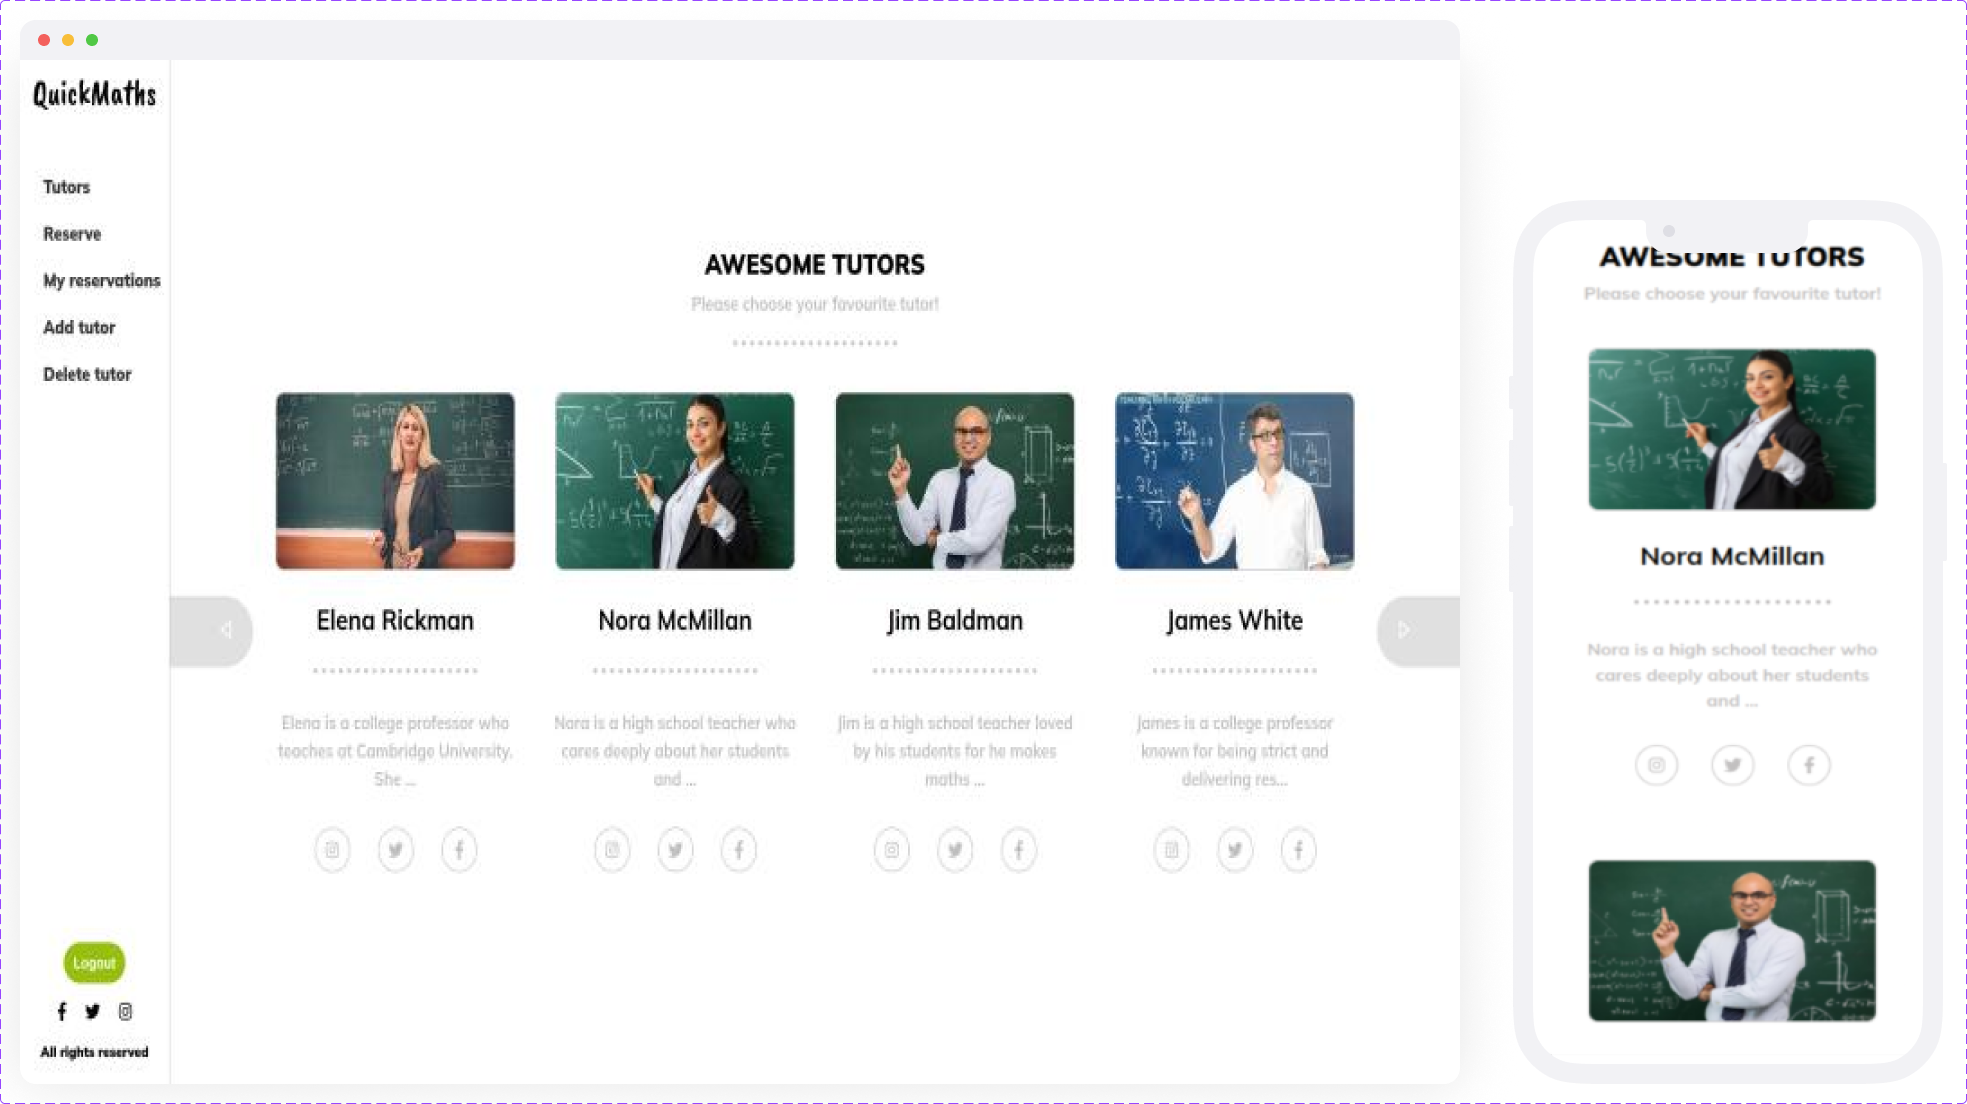 QuickMaths
Tutors
Reserve
My reservations
Add tutor
Delete tutor
Logout
All rights reserved
AWESOME TUTORS
Please choose your favourite tutor!
Elena Rickman
Elena is a college professor who
teaches at Cambridge University.
She ...
Nora McMillan
Nora is a high school teacher who
cares deeply about her students
and ...
Jim Baldman
Jim is a high school teacher loved
by his students for he makes
maths ...
James White
James is a college professor
known for being strict and
delivering res...
AWESOME TUTORS
Please choose your favourite tutor!
Nora McMillan
Nora is a high school teacher who
cares deeply about her students
and ...